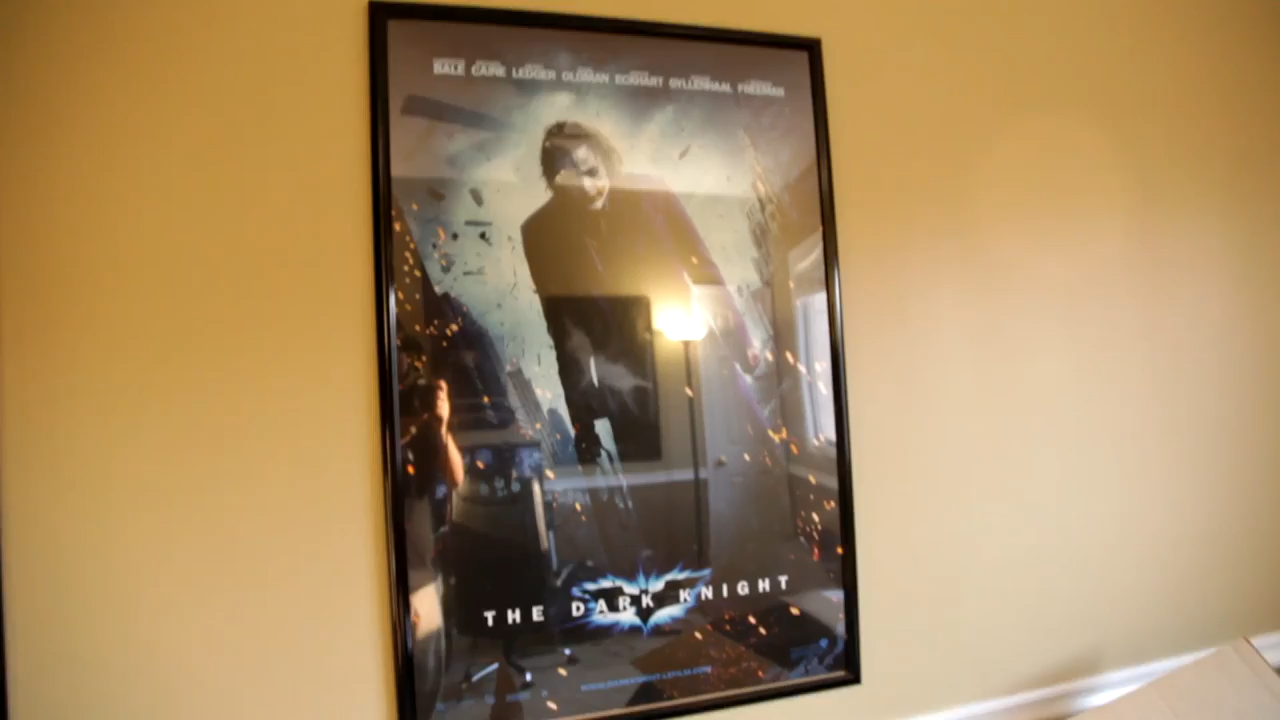 BALE CAINE LEDGER OLDMAN ECKHART GYLLENHAAL FREEMAN
THE DARK KNIGHT